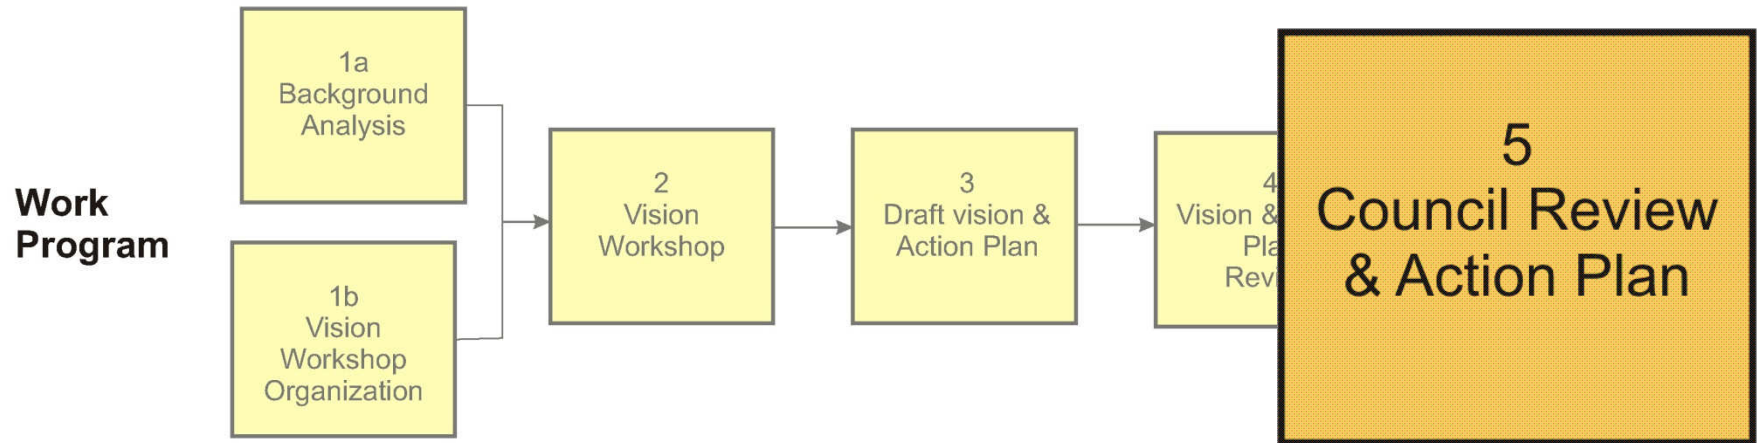 Work
Program
1a
Background
Analysis
1b
Vision
Workshop
Organization
2
Vision
Workshop
3
Draft vision &
Action Plan
4
Vision &
5
Council Review
& Action Plan